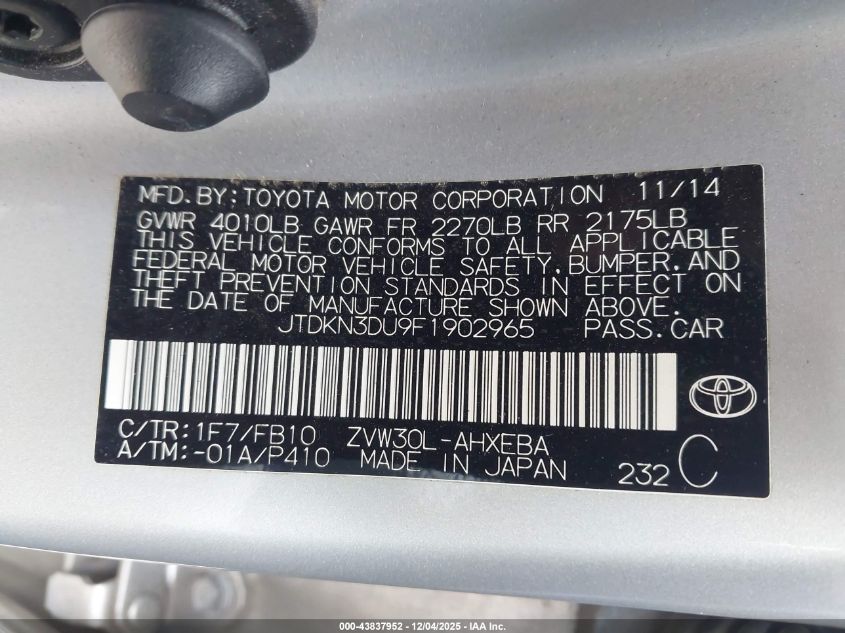 MFD.BY:TOYOTA MOTOR CORPORATION 11/14
GVWR 4010LB GAWR FR 2270LB RR 2175LB
THIS VEHICLE CONFORMS TO ALL APPLICABLE
FEDERAL MOTOR VEHICLE SAFETY,BUMPER,AND
THEFT PREVENTION STANDARDS IN EFFECT ON
THE DATE OF MANUFACTURE SHOWN ABOVE.
JTDKN3DU9F1902965 PASS.CAR
C/TR:1F7/FB10 ZVW30L-AHXEBA
A/TM:-01A/P410 MADE IN JAPAN 232 C
000-43837952 | 12/04/2025 - IAA Inc.